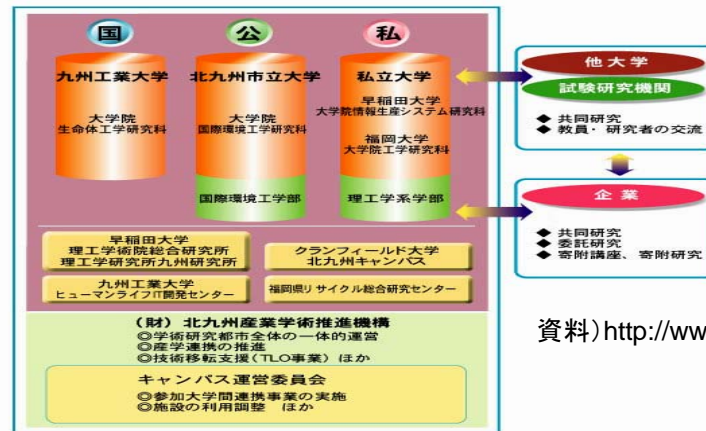 国
公
私
九州工業大学
大学院
生命体工学研究科
北九州市立大学
大学院
国際環境工学研究科
国際環境工学部
私立大学
早稲田大学
大学院情報生産システム研究科
福岡大学
大学院工学研究科
理工学系学部
他大学
試験研究機関
◆ 共同研究
◆ 教員・研究者の交流
企業
◆ 共同研究
◆ 委託研究
◆ 寄附講座、寄附研究
早稲田大学
理工学術院総合研究所
理工学研究所九州研究所
クランフィールド大学
北九州キャンパス
九州工業大学
ヒューマンライフIT開発センター
福岡県リサイクル総合研究センター
(財)北九州産業学術推進機構
◎学術研究都市全体の一体的運営
◎産学連携の推進
◎技術移転支援(TLO事業)ほか
キャンパス運営委員会
◎参加大学間連携事業の実施
◎施設の利用調整 ほか
資料)http://ww